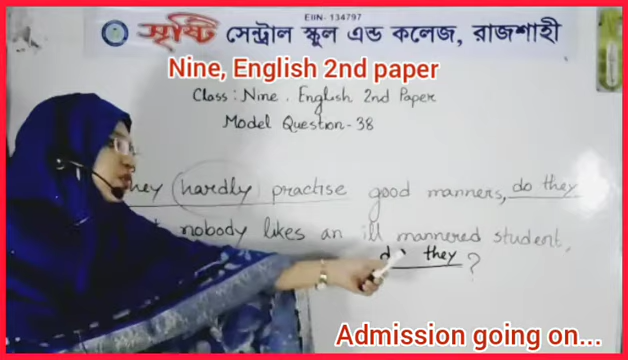 EIIN- 134797
সৃষ্টি সেন্ট্রাল স্কুল এন্ড কলেজ, রাজশাহী
Nine, English 2nd paper
Class: Nine. English 2nd Paper
Model Question-38
hey hardly practise good manners, do they
nobody likes an ill mannered student,
they ?
Admission going on...